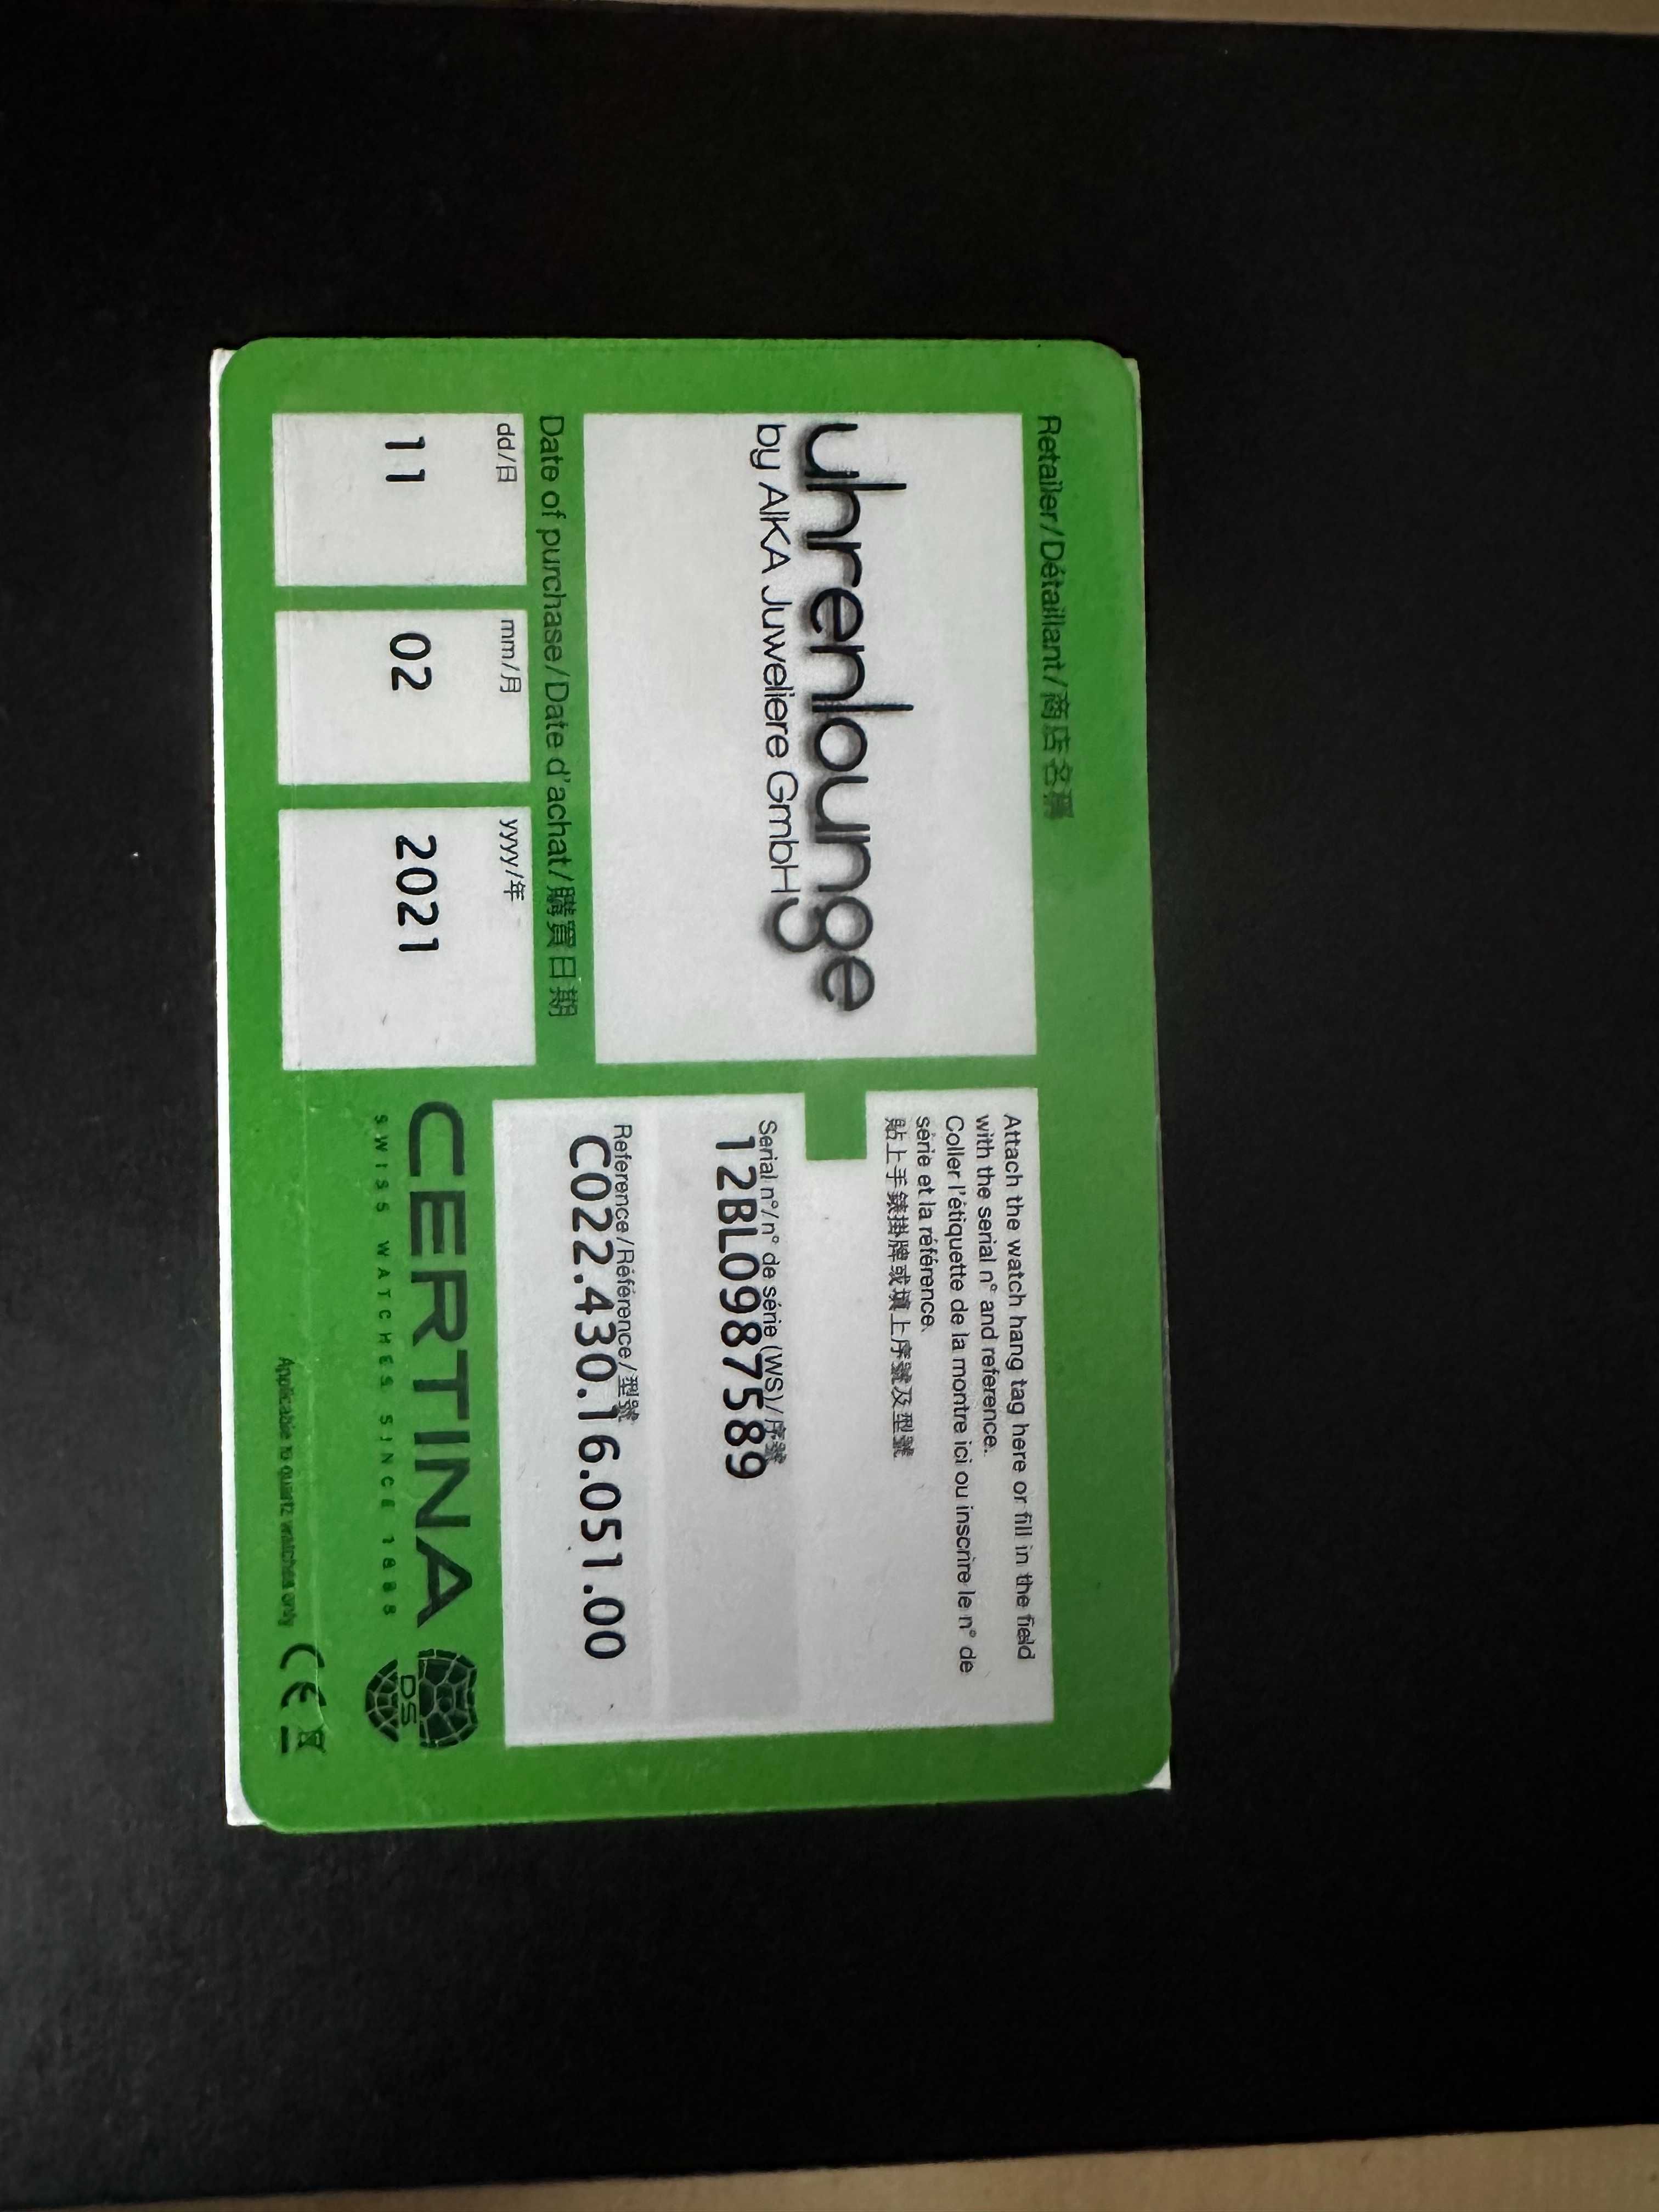 Retailer/Détaillant/商店名稱
uhrenlounge
by AIKA Juweliere GmbH
Date of purchase/Date d'achat/購買日期
dd/日
mm/月
yyyy/年
11
02
2021
Attach the watch hang tag here or fill in the field
with the serial n° and reference.
Coller l'étiquette de la montre ici ou inscrire le n° de
série et la référence.
貼上手錶掛牌或填上序號及型號
Serial n°/n° de série (WS)/序號
12BL0987589
Reference/Référence/型號
C022.430.16.051.00
CERTINA
SWISS WATCHES SINCE 1888
DS
Applicable to quartz watches only
CE